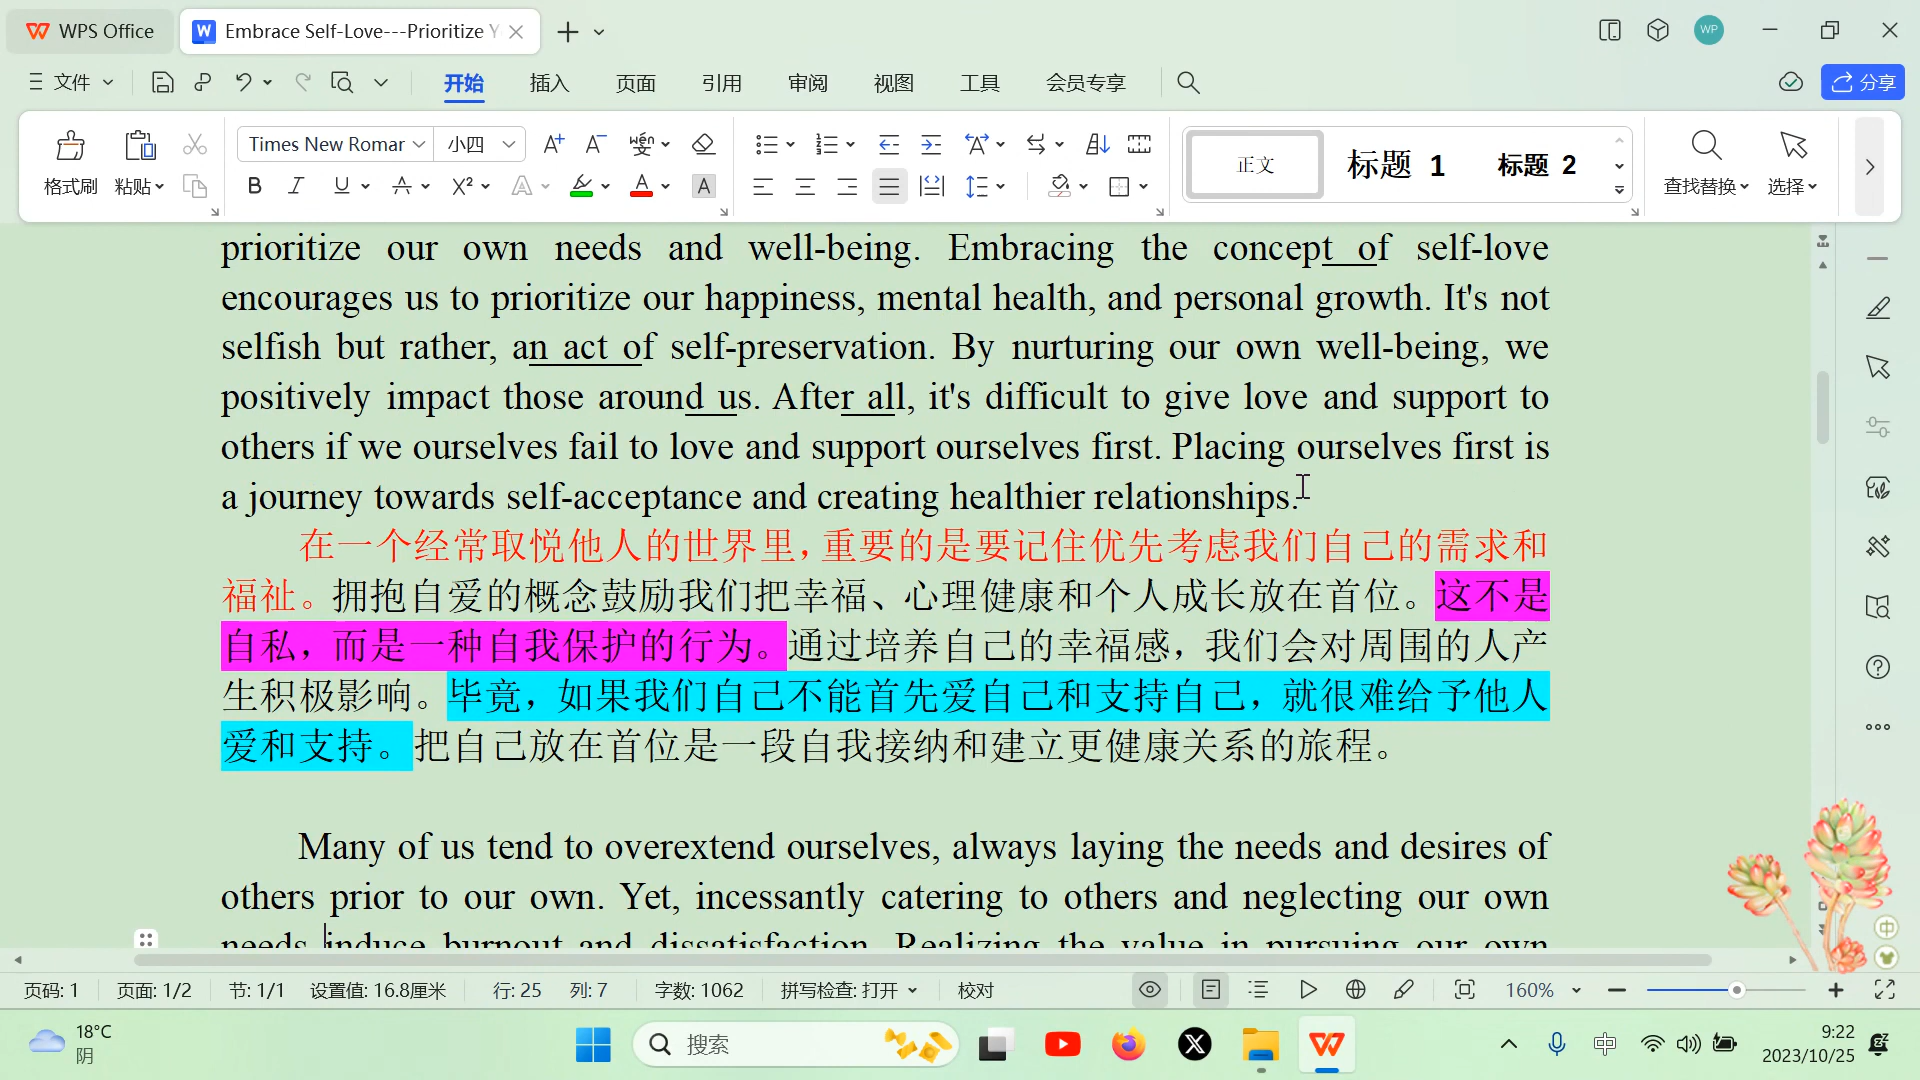 WPS Office
Embrace Self-Love---Prioritize Y
WP
文件
开始
插入
页面
引用
审阅
视图
工具
会员专享
分享
格式刷
粘贴
Times New Romar
小四
正文
标题 1
标题 2
查找替换
选择
prioritize our own needs and well-being. Embracing the concept of self-love
encourages us to prioritize our happiness, mental health, and personal growth. It's not
selfish but rather, an act of self-preservation. By nurturing our own well-being, we
positively impact those around us. After all, it's difficult to give love and support to
others if we ourselves fail to love and support ourselves first. Placing ourselves first is
a journey towards self-acceptance and creating healthier relationships.
在一个经常取悦他人的世界里，重要的是要记住优先考虑我们自己的需求和
福祉。拥抱自爱的概念鼓励我们把幸福、心理健康和个人成长放在首位。这不是
自私，而是一种自我保护的行为。通过培养自己的幸福感，我们会对周围的人产
生积极影响。毕竟，如果我们自己不能首先爱自己和支持自己，就很难给予他人
爱和支持。把自己放在首位是一段自我接纳和建立更健康关系的旅程。
Many of us tend to overextend ourselves, always laying the needs and desires of
others prior to our own. Yet, incessantly catering to others and neglecting our own
needs induce burnout and dissatisfaction. Realizing the value in pursuing our own
中
页码: 1
页面: 1/2
节: 1/1
设置值: 16.8厘米
行: 25
列: 7
字数: 1062
拼写检查: 打开
校对
160%
18°C
阴
搜索
中
9:22
2023/10/25